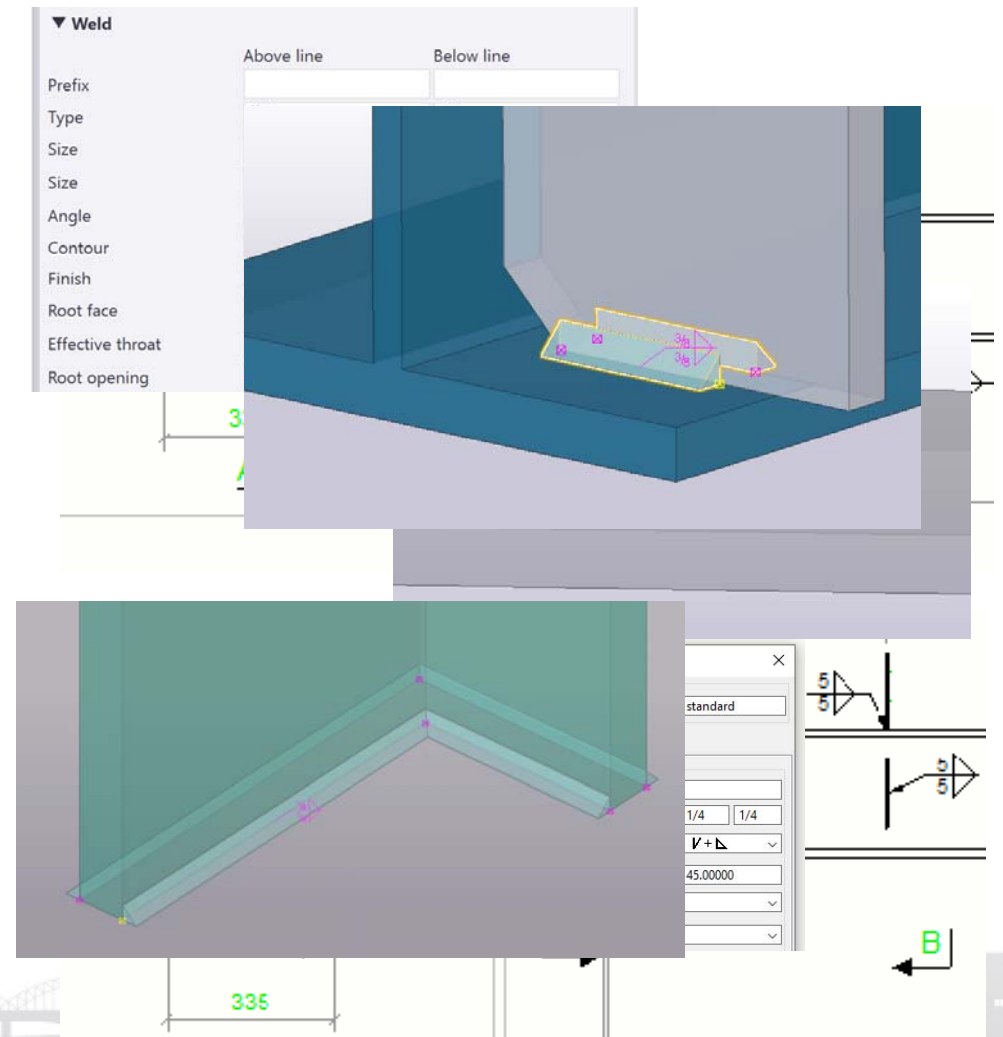 ▼ Weld
Above line Below line
Prefix
Type
Size
Size
Angle
Contour
Finish
Root face
Effective throat
Root opening
3/8
3/8
standard
1/4 1/4
45.00000
5
5
5
5
B
335